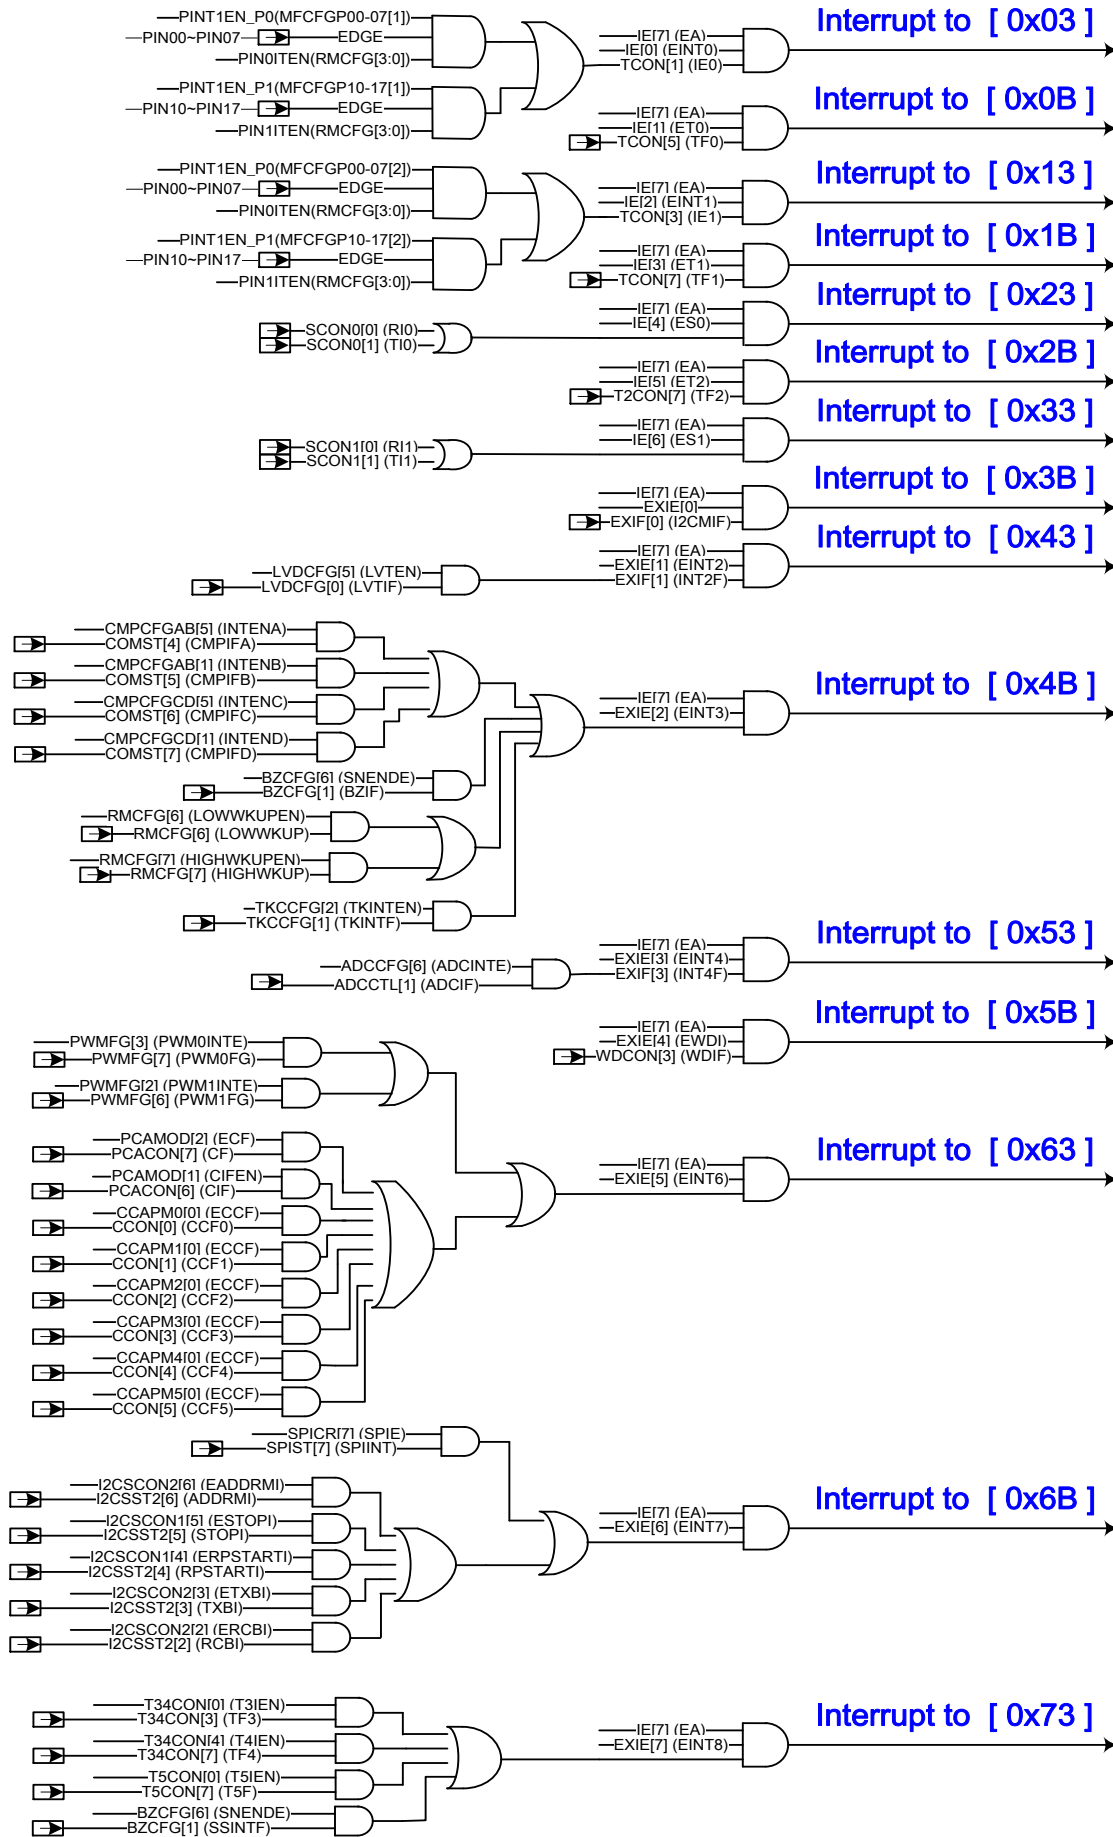 PINT1EN_P0(MFCFGP00-07[1])
PIN00~PIN07 EDGE
PIN0ITEN(RMCFG[3:0])
IE[7] (EA)
IE[0] (EINT0)
TCON[1] (IE0)
Interrupt to [ 0x03 ]
PINT1EN_P1(MFCFGP10-17[1])
PIN10~PIN17 EDGE
PIN1ITEN(RMCFG[3:0])
IE[7] (EA)
IE[1] (ET0)
TCON[5] (TF0)
Interrupt to [ 0x0B ]
PINT1EN_P0(MFCFGP00-07[2])
PIN00~PIN07 EDGE
PIN0ITEN(RMCFG[3:0])
IE[7] (EA)
IE[2] (EINT1)
TCON[3] (IE1)
Interrupt to [ 0x13 ]
PINT1EN_P1(MFCFGP10-17[2])
PIN10~PIN17 EDGE
PIN1ITEN(RMCFG[3:0])
IE[7] (EA)
IE[3] (ET1)
TCON[7] (TF1)
Interrupt to [ 0x1B ]
SCON0[0] (RI0)
SCON0[1] (TI0)
IE[7] (EA)
IE[4] (ES0)
Interrupt to [ 0x23 ]
IE[7] (EA)
IE[5] (ET2)
T2CON[7] (TF2)
Interrupt to [ 0x2B ]
SCON1[0] (RI1)
SCON1[1] (TI1)
IE[7] (EA)
IE[6] (ES1)
Interrupt to [ 0x33 ]
IE[7] (EA)
EXIE[0]
EXIF[0] (I2CMIF)
Interrupt to [ 0x3B ]
LVDCFG[5] (LVTEN)
LVDCFG[0] (LVTIF)
IE[7] (EA)
EXIE[1] (EINT2)
EXIF[1] (INT2F)
Interrupt to [ 0x43 ]
CMPCFGAB[5] (INTENA)
COMST[4] (CMPIFA)
CMPCFGAB[1] (INTENB)
COMST[5] (CMPIFB)
CMPCFGCD[5] (INTENC)
COMST[6] (CMPIFC)
CMPCFGCD[1] (INTEND)
COMST[7] (CMPIFD)
BZCFG[6] (SNENDE)
BZCFG[1] (BZIF)
RMCFG[6] (LOWWKUPEN)
RMCFG[6] (LOWWKUP)
RMCFG[7] (HIGHWKUPEN)
RMCFG[7] (HIGHWKUP)
TKCCFG[2] (TKINTEN)
TKCCFG[1] (TKINTF)
IE[7] (EA)
EXIE[2] (EINT3)
Interrupt to [ 0x4B ]
ADCCFG[6] (ADCINTE)
ADCCTL[1] (ADCIF)
IE[7] (EA)
EXIE[3] (EINT4)
EXIF[3] (INT4F)
Interrupt to [ 0x53 ]
IE[7] (EA)
EXIE[4] (EWDI)
WDCON[3] (WDIF)
Interrupt to [ 0x5B ]
PWMFG[3] (PWM0INTE)
PWMFG[7] (PWM0FG)
PWMFG[2] (PWM1INTE)
PWMFG[6] (PWM1FG)
PCAMOD[2] (ECF)
PCACON[7] (CF)
PCAMOD[1] (CIFEN)
PCACON[6] (CIF)
CCAPM0[0] (ECCF)
CCON[0] (CCF0)
CCAPM1[0] (ECCF)
CCON[1] (CCF1)
CCAPM2[0] (ECCF)
CCON[2] (CCF2)
CCAPM3[0] (ECCF)
CCON[3] (CCF3)
CCAPM4[0] (ECCF)
CCON[4] (CCF4)
CCAPM5[0] (ECCF)
CCON[5] (CCF5)
IE[7] (EA)
EXIE[5] (EINT6)
Interrupt to [ 0x63 ]
SPICR[7] (SPIE)
SPIST[7] (SPIINT)
I2CSCON2[6] (EADDRMI)
I2CSST2[6] (ADDRMI)
I2CSCON1[5] (ESTOPI)
I2CSST2[5] (STOPI)
I2CSCON1[4] (ERPSTARTI)
I2CSST2[4] (RPSTARTI)
I2CSCON2[3] (ETXBI)
I2CSST2[3] (TXBI)
I2CSCON2[2] (ERCBI)
I2CSST2[2] (RCBI)
IE[7] (EA)
EXIE[6] (EINT7)
Interrupt to [ 0x6B ]
T34CON[0] (T3IEN)
T34CON[3] (TF3)
T34CON[4] (T4IEN)
T34CON[7] (TF4)
T5CON[0] (T5IEN)
T5CON[7] (T5F)
BZCFG[6] (SNENDE)
BZCFG[1] (SSINTF)
IE[7] (EA)
EXIE[7] (EINT8)
Interrupt to [ 0x73 ]